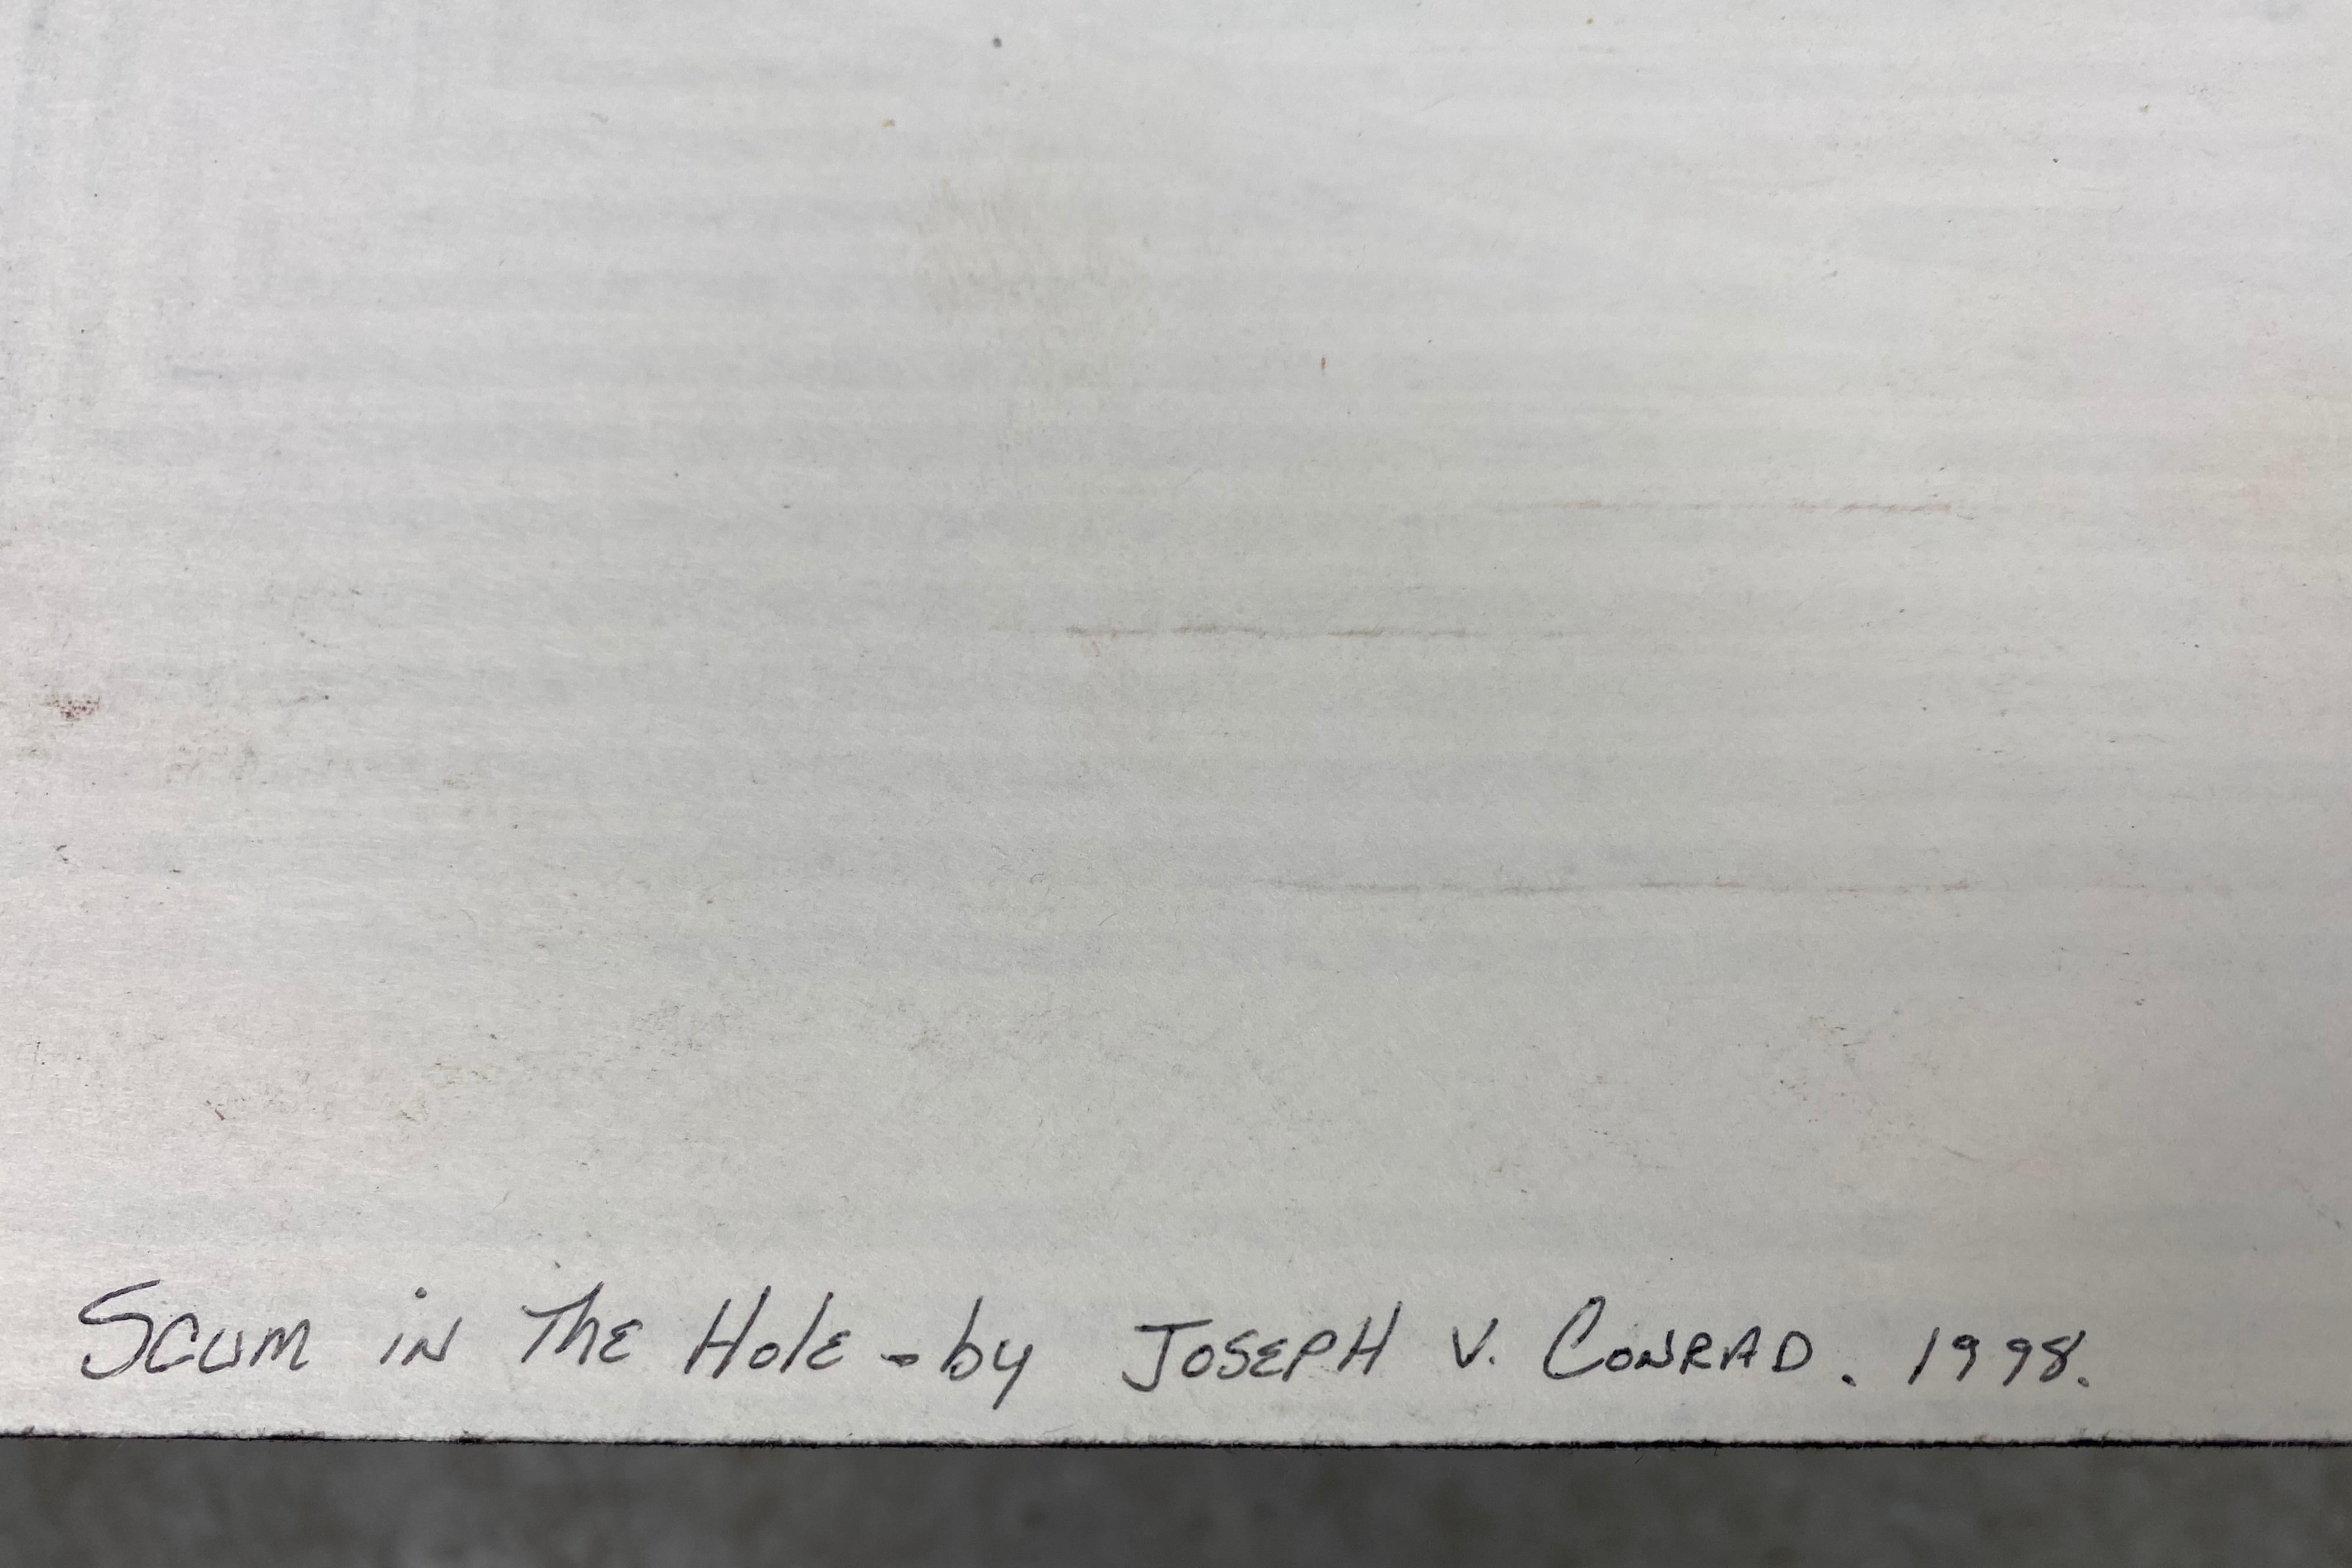 Scum in The Hole - by Joseph V. Conrad. 1998.